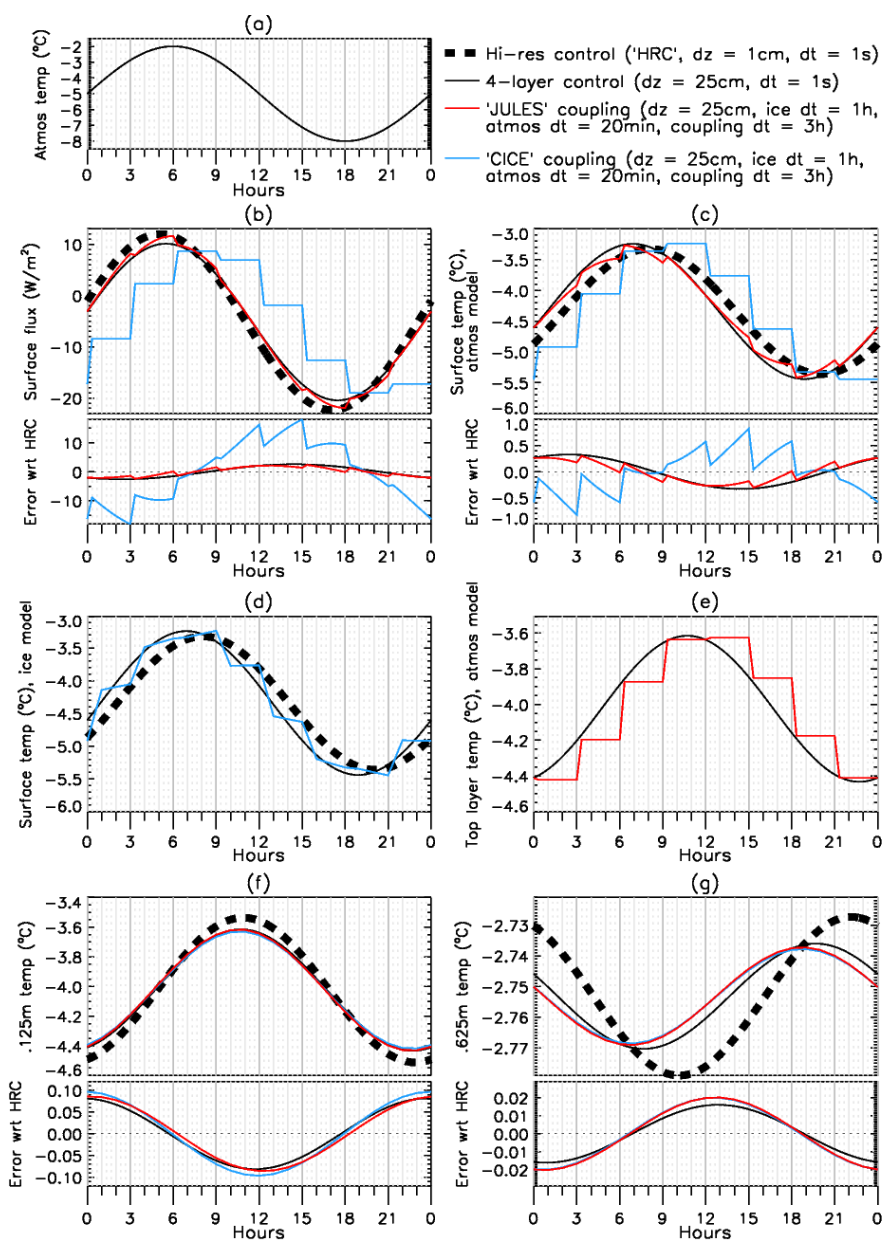 (a)
Atmos temp (°C)
-2
-3
-4
-5
-6
-7
-8
0 3 6 9 12 15 18 21 0
Hours
Hi-res control ('HRC', dz = 1cm, dt = 1s)
4-layer control (dz = 25cm, dt = 1s)
'JULES' coupling (dz = 25cm, ice dt = 1h,
atmos dt = 20min, coupling dt = 3h)
'CICE' coupling (dz = 25cm, ice dt = 1h,
atmos dt = 20min, coupling dt = 3h)
(b)
Surface flux (W/m²)
10
0
-10
-20
Error wrt HRC
10
0
-10
0 3 6 9 12 15 18 21 0
Hours
(c)
Surface temp (°C),
atmos model
-3.0
-3.5
-4.0
-4.5
-5.0
-5.5
-6.0
Error wrt HRC
1.0
0.5
0.0
-0.5
-1.0
0 3 6 9 12 15 18 21 0
Hours
(d)
Surface temp (°C), ice model
-3.0
-3.5
-4.0
-4.5
-5.0
-5.5
-6.0
0 3 6 9 12 15 18 21 0
Hours
(e)
Top layer temp (°C), atmos model
-3.6
-3.8
-4.0
-4.2
-4.4
-4.6
0 3 6 9 12 15 18 21 0
Hours
(f)
.125m temp (°C)
-3.4
-3.6
-3.8
-4.0
-4.2
-4.4
-4.6
Error wrt HRC
0.10
0.05
0.00
-0.05
-0.10
0 3 6 9 12 15 18 21 0
Hours
(g)
.625m temp (°C)
-2.73
-2.74
-2.75
-2.76
-2.77
Error wrt HRC
0.02
0.01
0.00
-0.01
-0.02
0 3 6 9 12 15 18 21 0
Hours